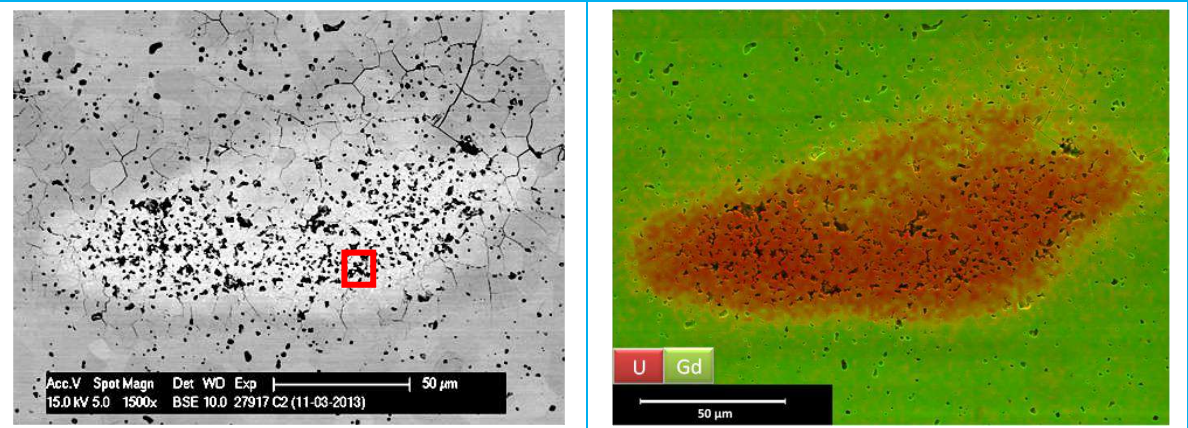 Acc.V Spot Magn Det WD Exp 50 µm
15.0 kV 5.0 1500x BSE 10.0 27917 C2 (11-03-2013)
U Gd
50 µm